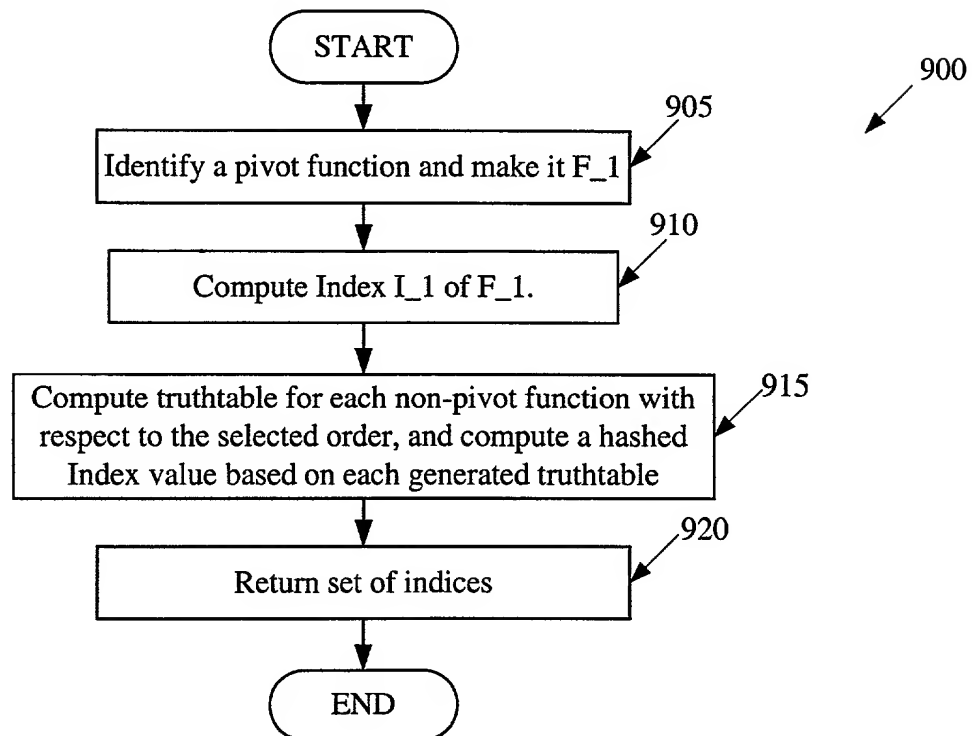 START
900
905
Identify a pivot function and make it F_1
910
Compute Index I_1 of F_1.
915
Compute truthtable for each non-pivot function with
respect to the selected order, and compute a hashed
Index value based on each generated truthtable
920
Return set of indices
END